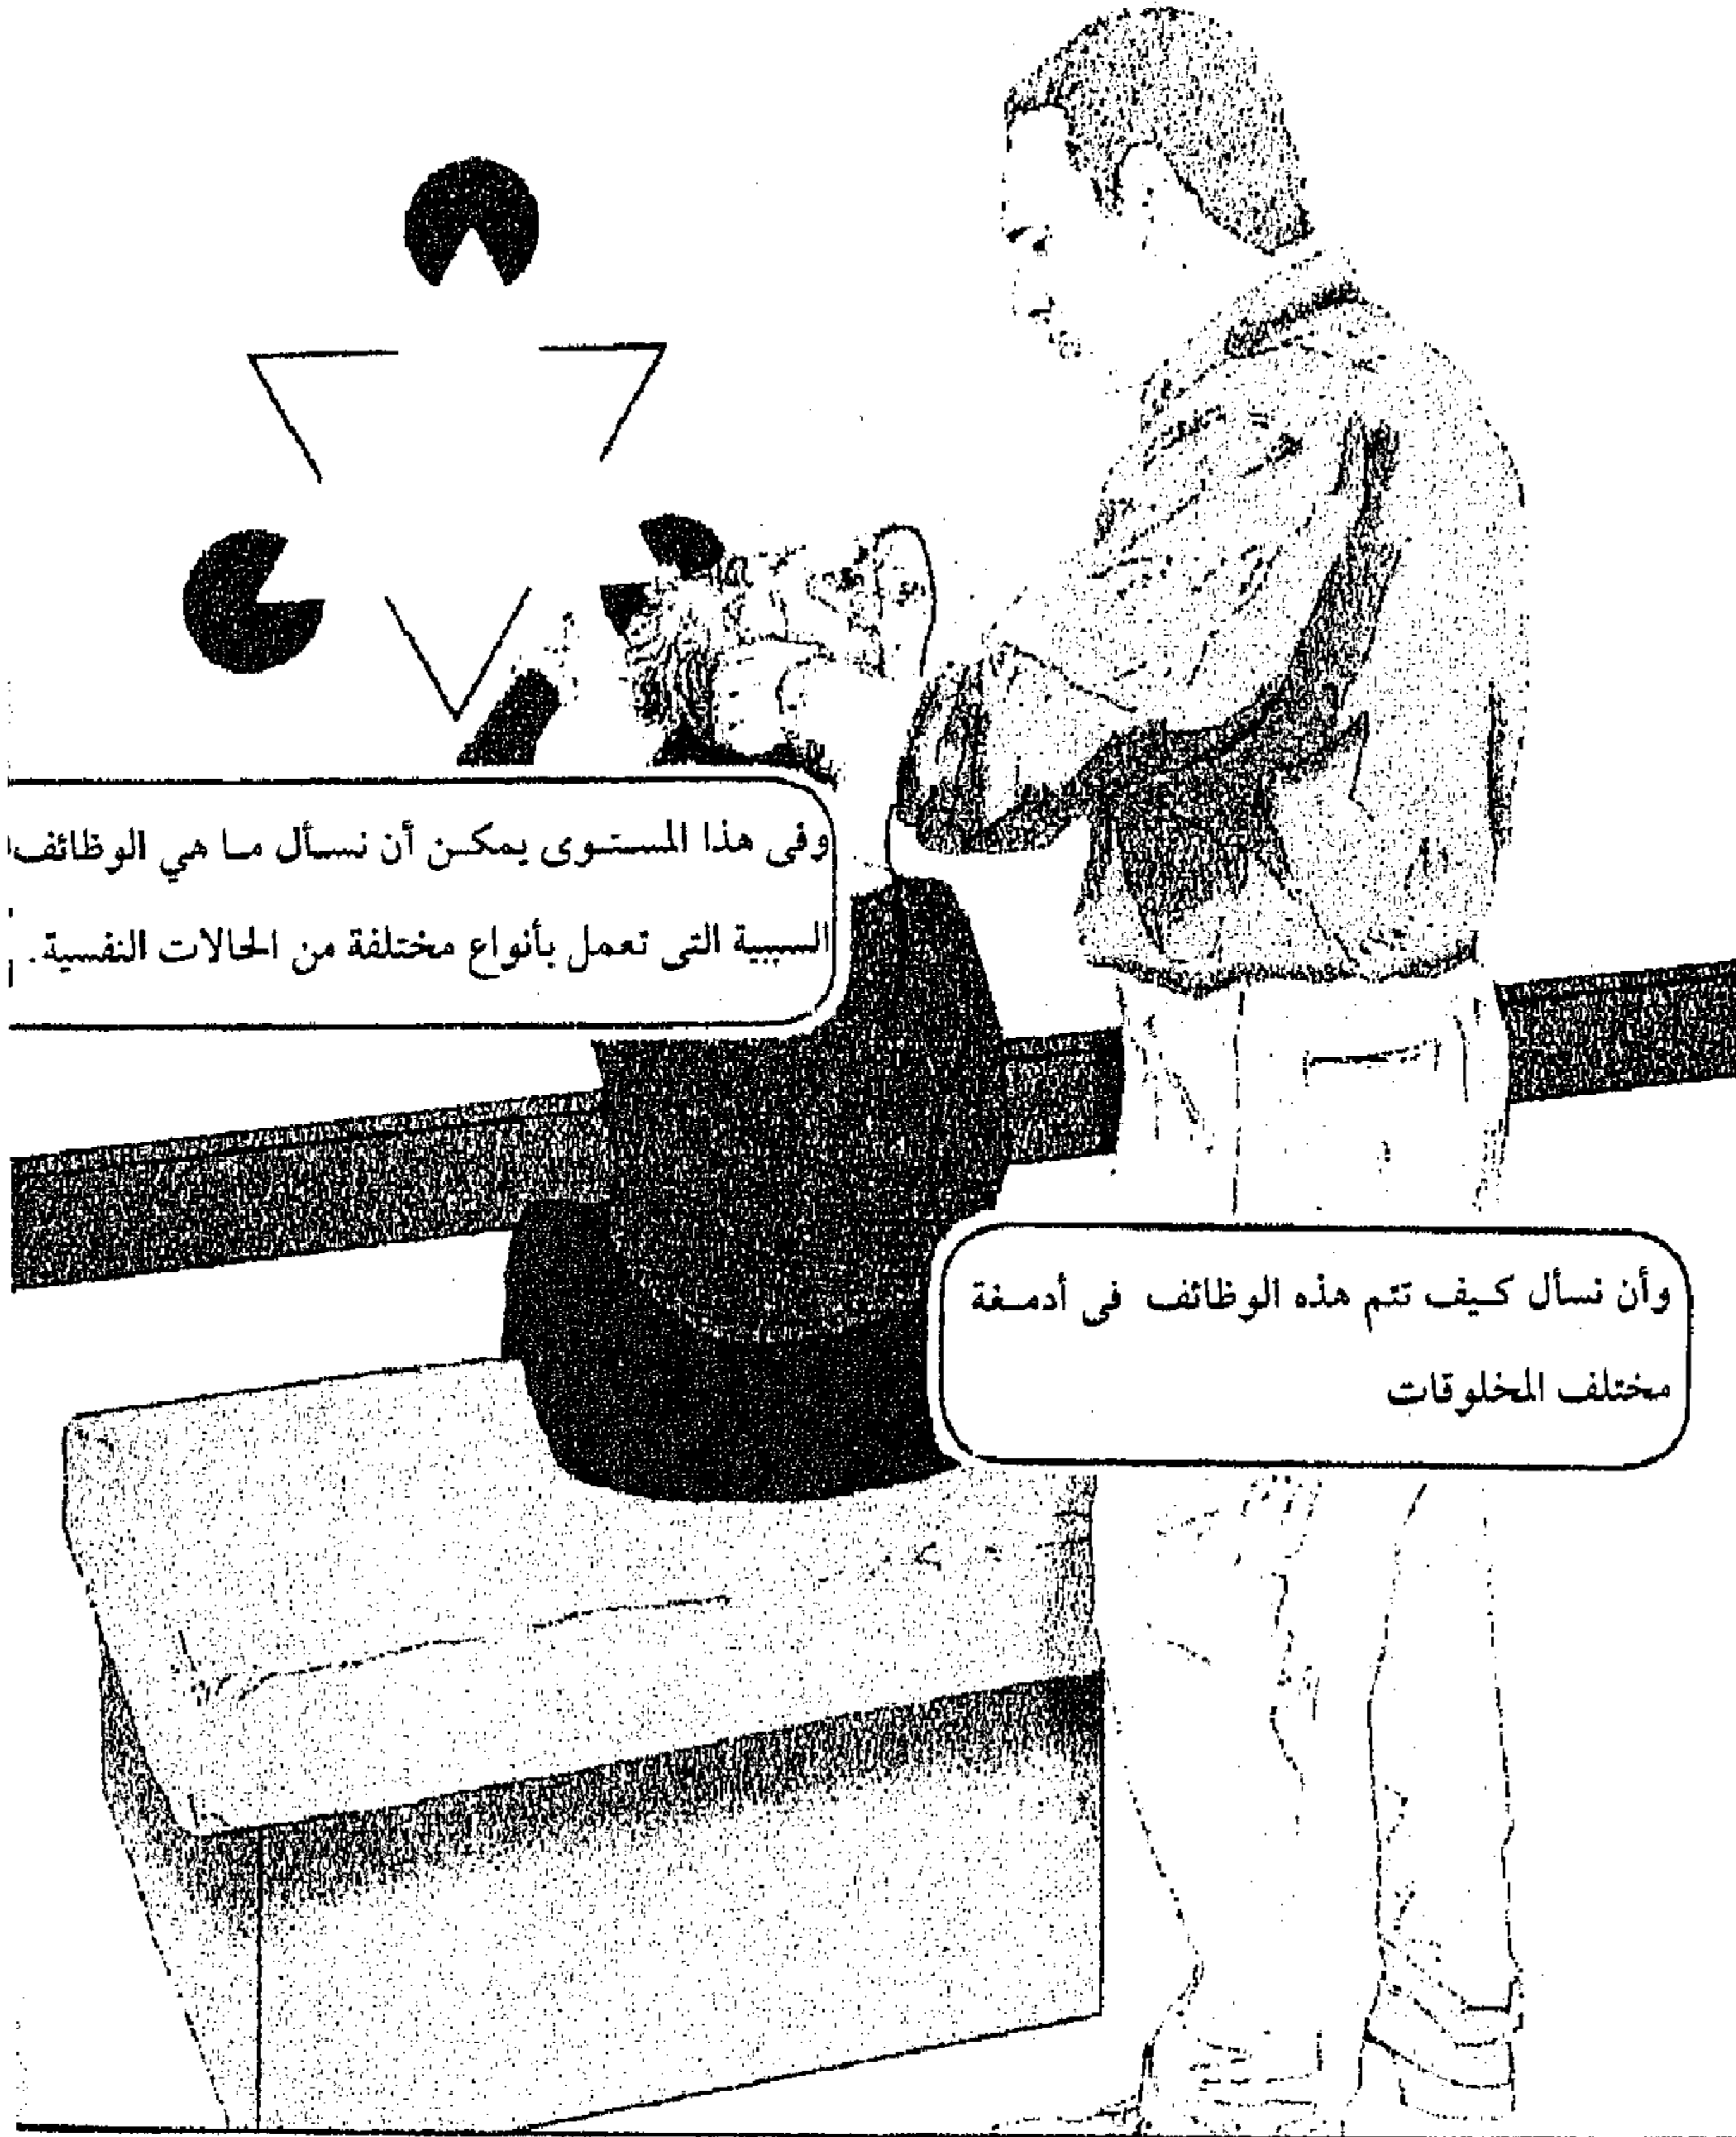 وفى هذا المستوى يمكن أن نسأل ما هي الوظائف
السببية التى تعمل بأنواع مختلفة من الحالات النفسية.
وأن نسأل كيف تتم هذه الوظائف فى أدمغة
مختلف المخلوقات